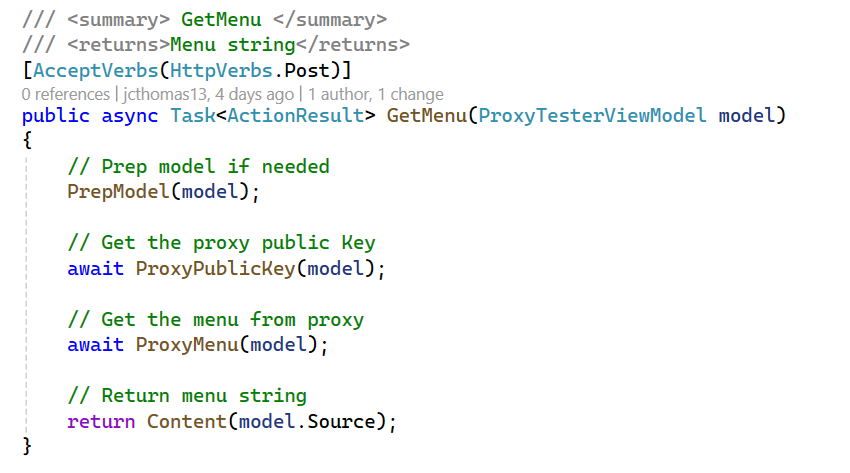 /// <summary> GetMenu </summary>
/// <returns>Menu string</returns>
[AcceptVerbs(HttpVerbs.Post)]
0 references | jcthomas13, 4 days ago | 1 author, 1 change
public async Task<ActionResult> GetMenu(ProxyTesterViewModel model)
{
// Prep model if needed
PrepModel(model);
// Get the proxy public Key
await ProxyPublicKey(model);
// Get the menu from proxy
await ProxyMenu(model);
// Return menu string
return Content(model.Source);
}